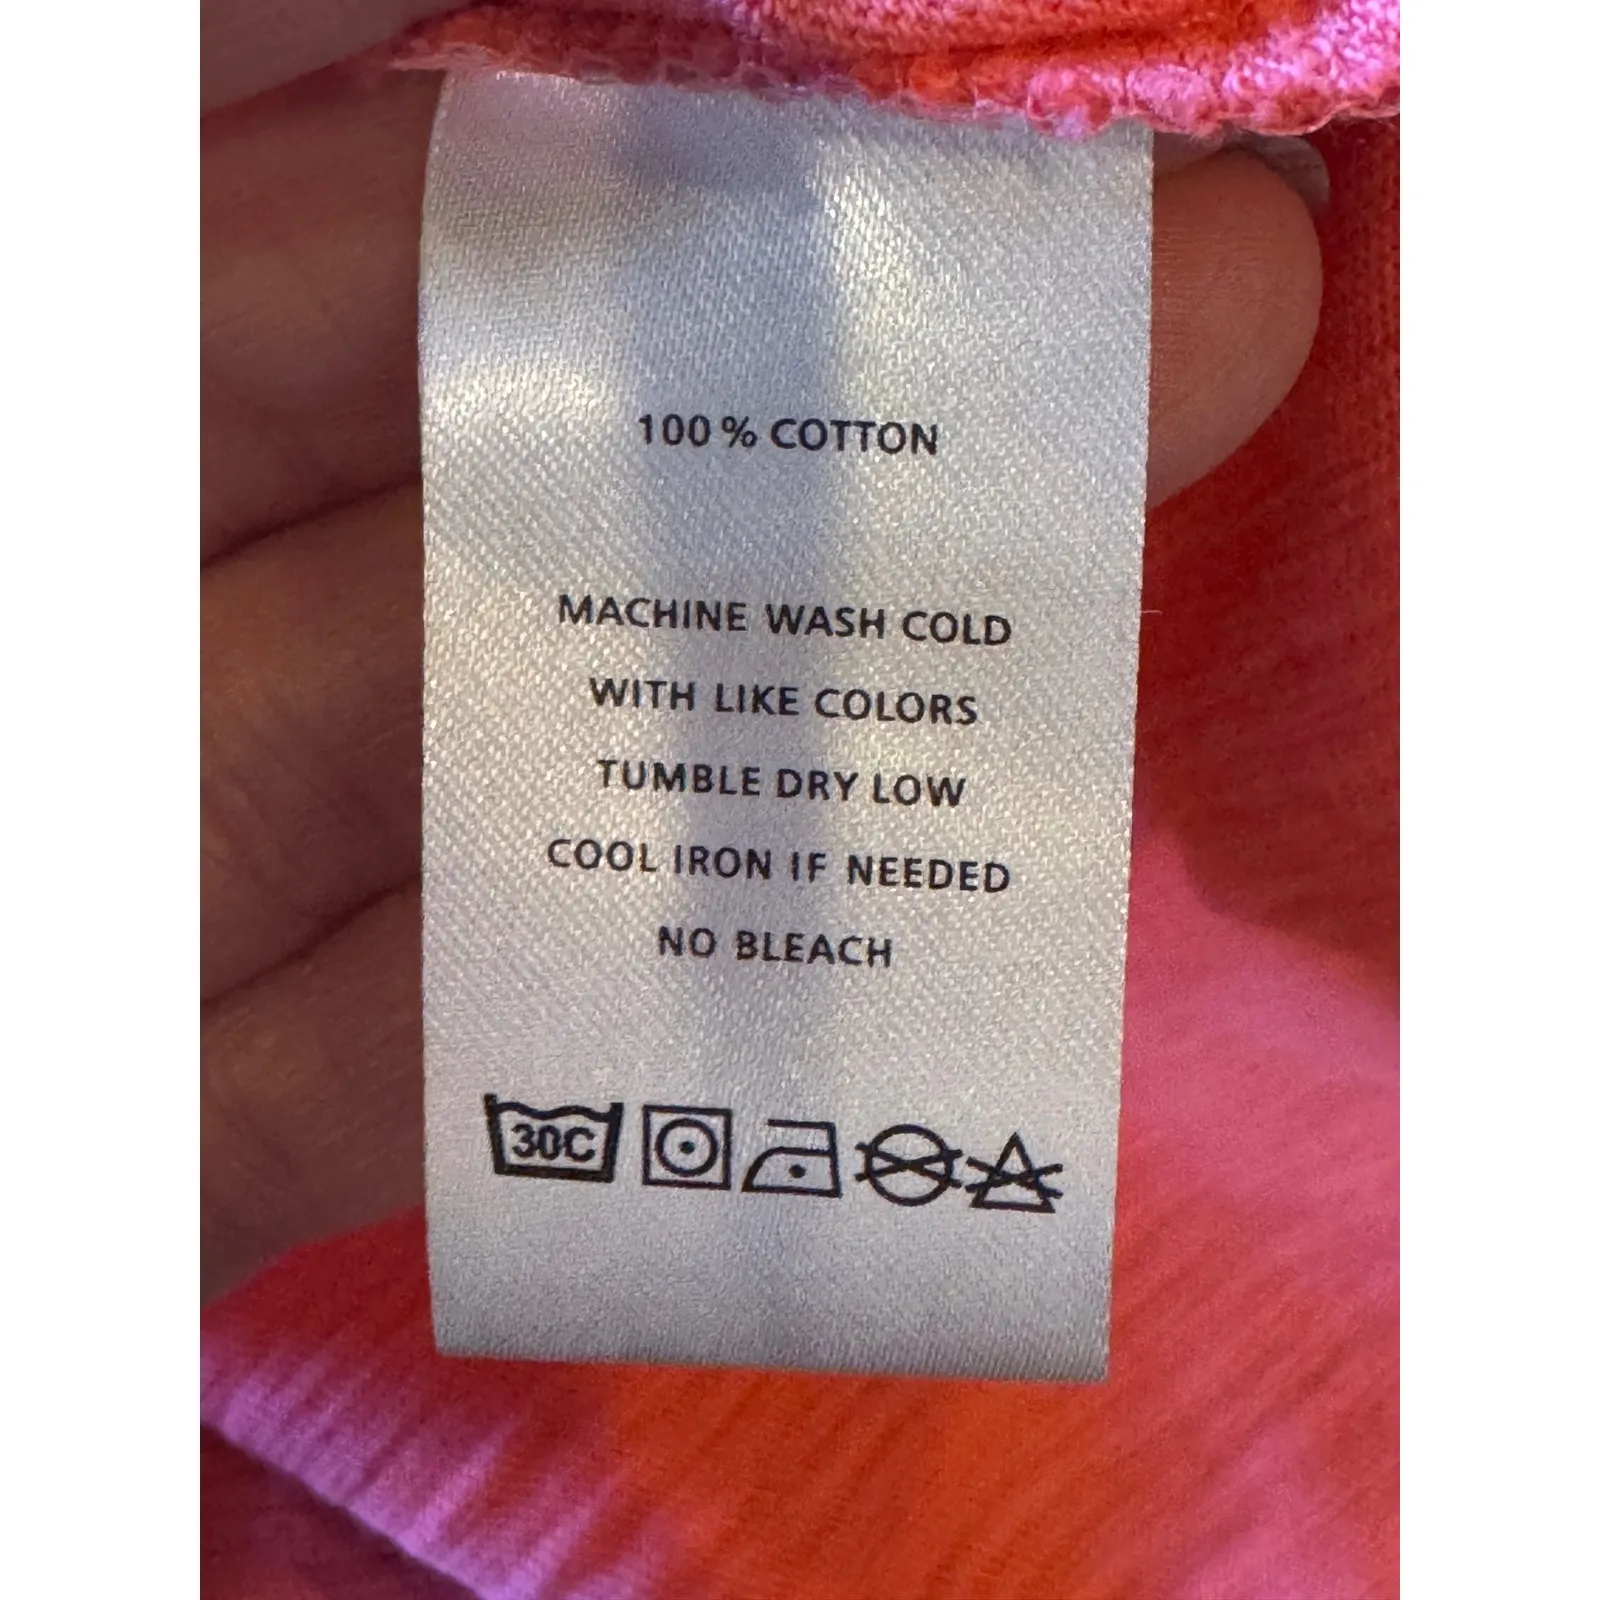 100 % COTTON
MACHINE WASH COLD
WITH LIKE COLORS
TUMBLE DRY LOW
COOL IRON IF NEEDED
NO BLEACH
30C